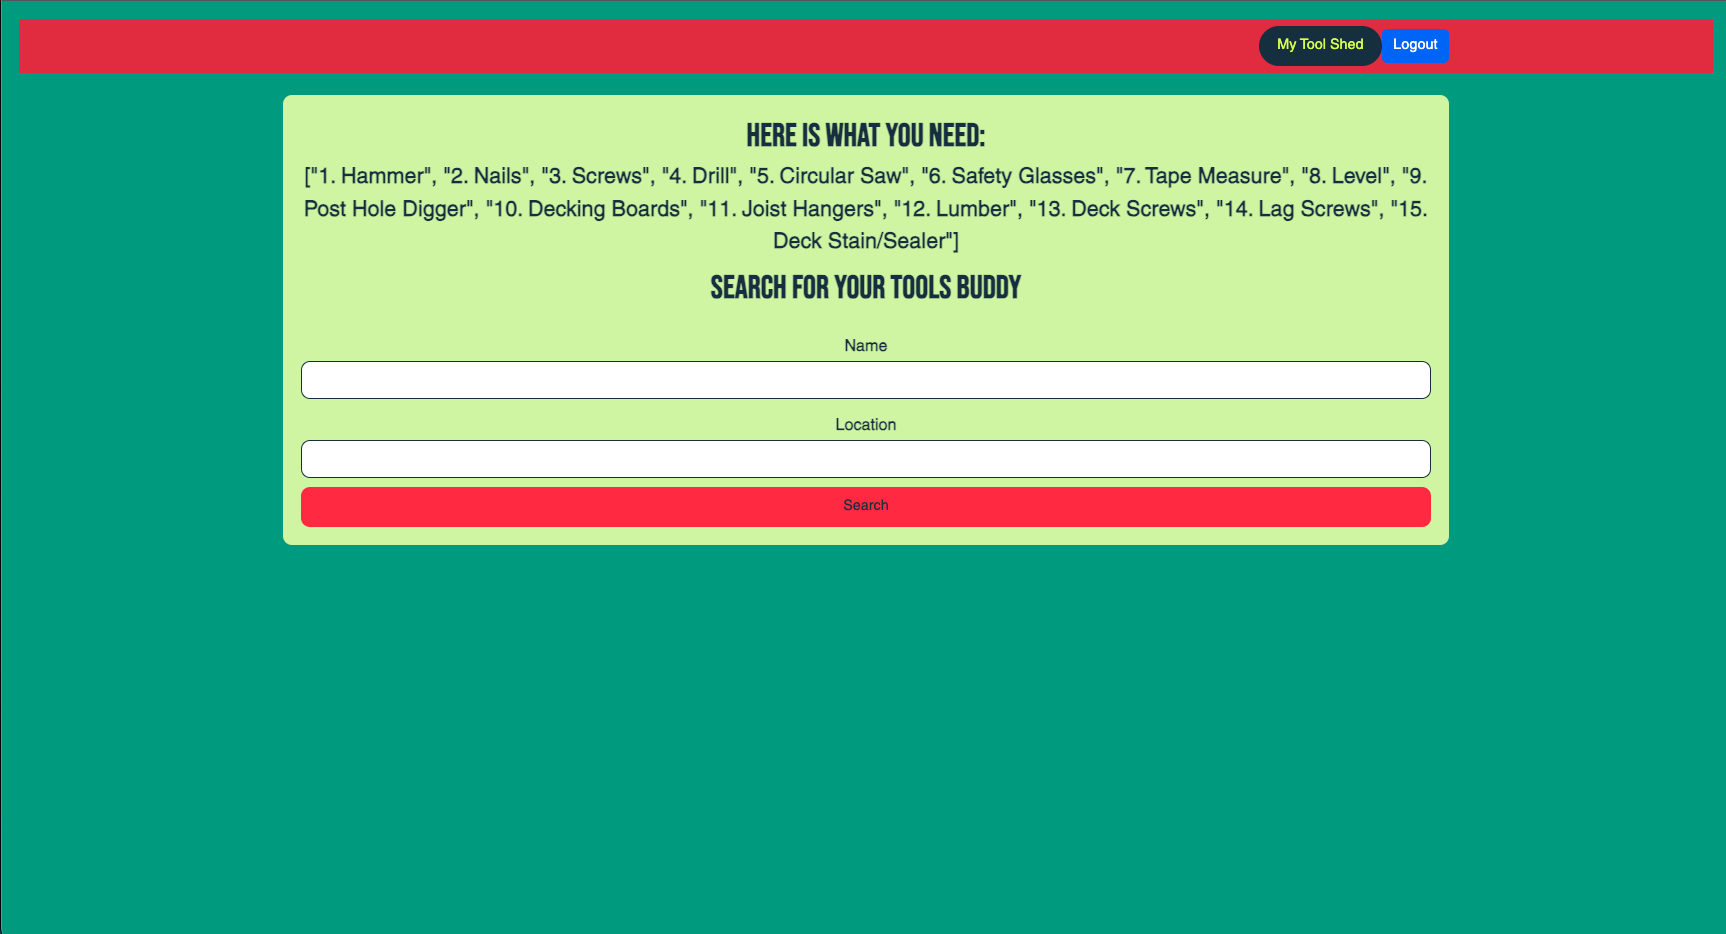 My Tool Shed
Logout
HERE IS WHAT YOU NEED:
["1. Hammer", "2. Nails", "3. Screws", "4. Drill", "5. Circular Saw", "6. Safety Glasses", "7. Tape Measure", "8. Level", "9.
Post Hole Digger", "10. Decking Boards", "11. Joist Hangers", "12. Lumber", "13. Deck Screws", "14. Lag Screws", "15.
Deck Stain/Sealer"]
SEARCH FOR YOUR TOOLS BUDDY
Name
Location
Search